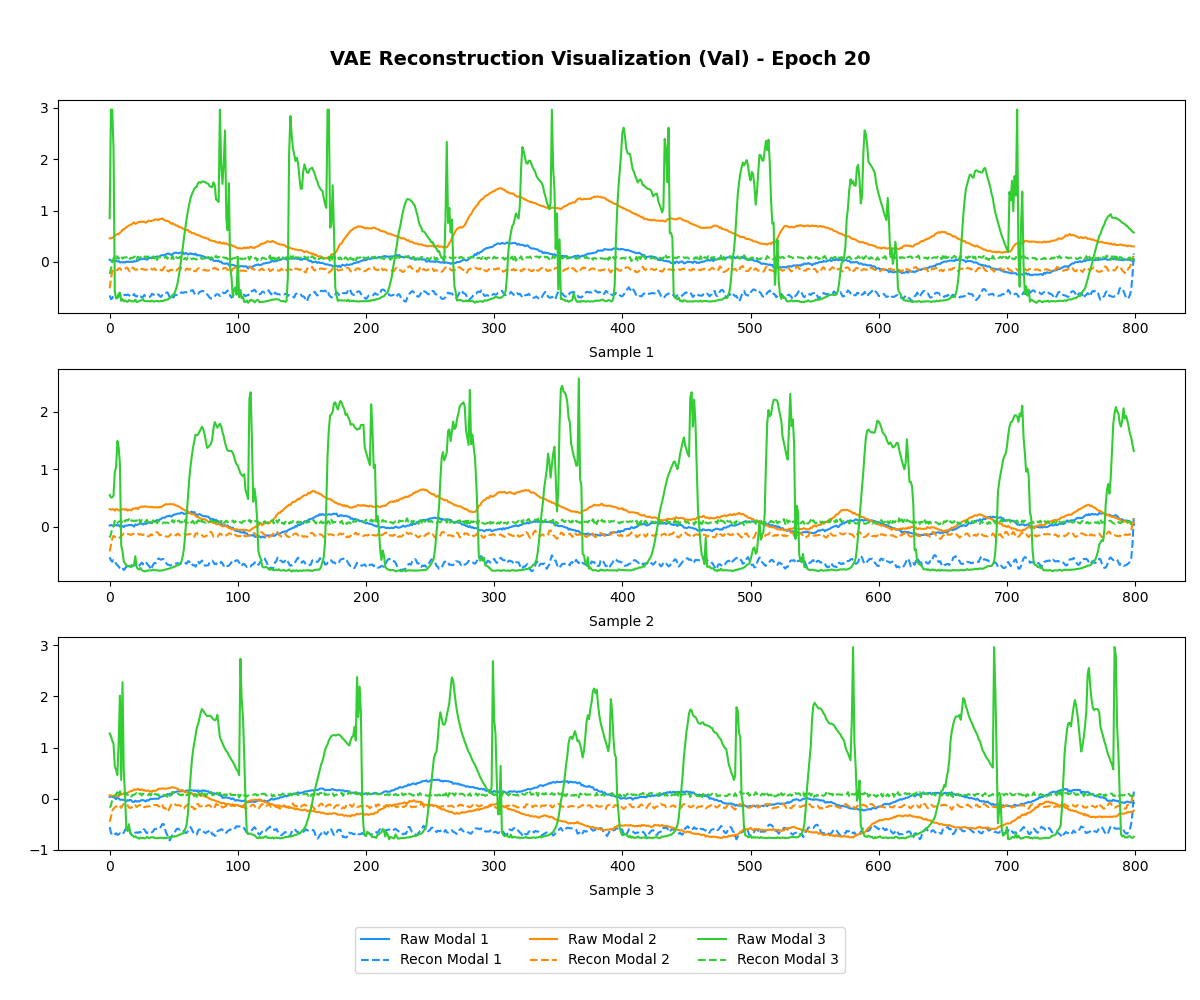 VAE Reconstruction Visualization (Val) - Epoch 20
3
2
1
0
0 100 200 300 400 500 600 700 800
Sample 1
2
1
0
0 100 200 300 400 500 600 700 800
Sample 2
3
2
1
0
−1
0 100 200 300 400 500 600 700 800
Sample 3
Raw Modal 1 Raw Modal 2 Raw Modal 3
Recon Modal 1 Recon Modal 2 Recon Modal 3